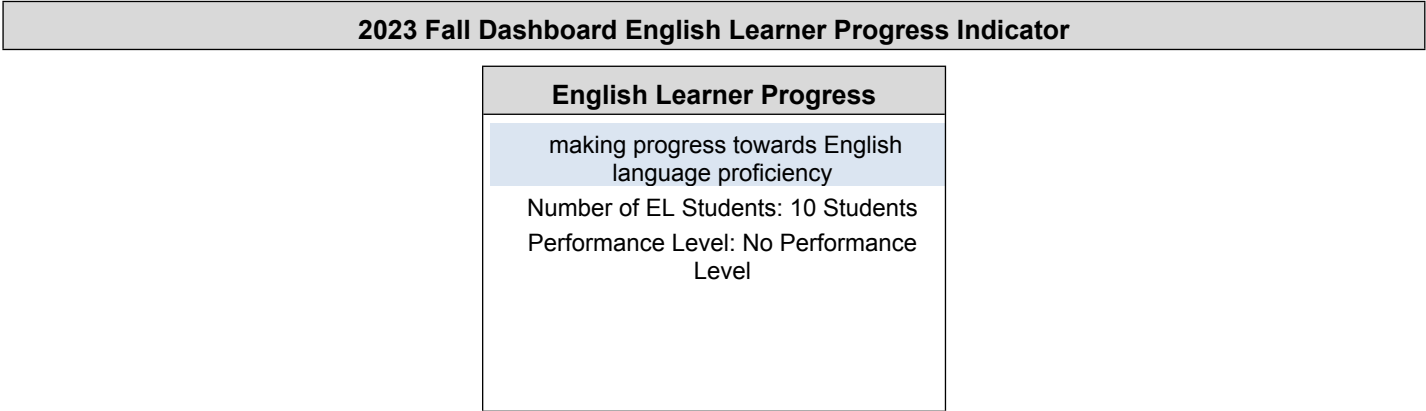 2023 Fall Dashboard English Learner Progress Indicator
English Learner Progress
making progress towards English
language proficiency
Number of EL Students: 10 Students
Performance Level: No Performance
Level